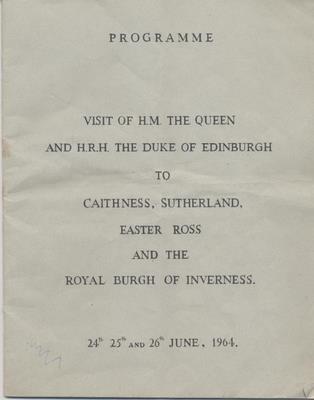 PROGRAMME
VISIT OF H.M. THE QUEEN
AND H.R.H. THE DUKE OF EDINBURGH
TO
CAITHNESS, SUTHERLAND,
EASTER ROSS
AND THE
ROYAL BURGH OF INVERNESS.
24th 25th AND 26th JUNE, 1964.